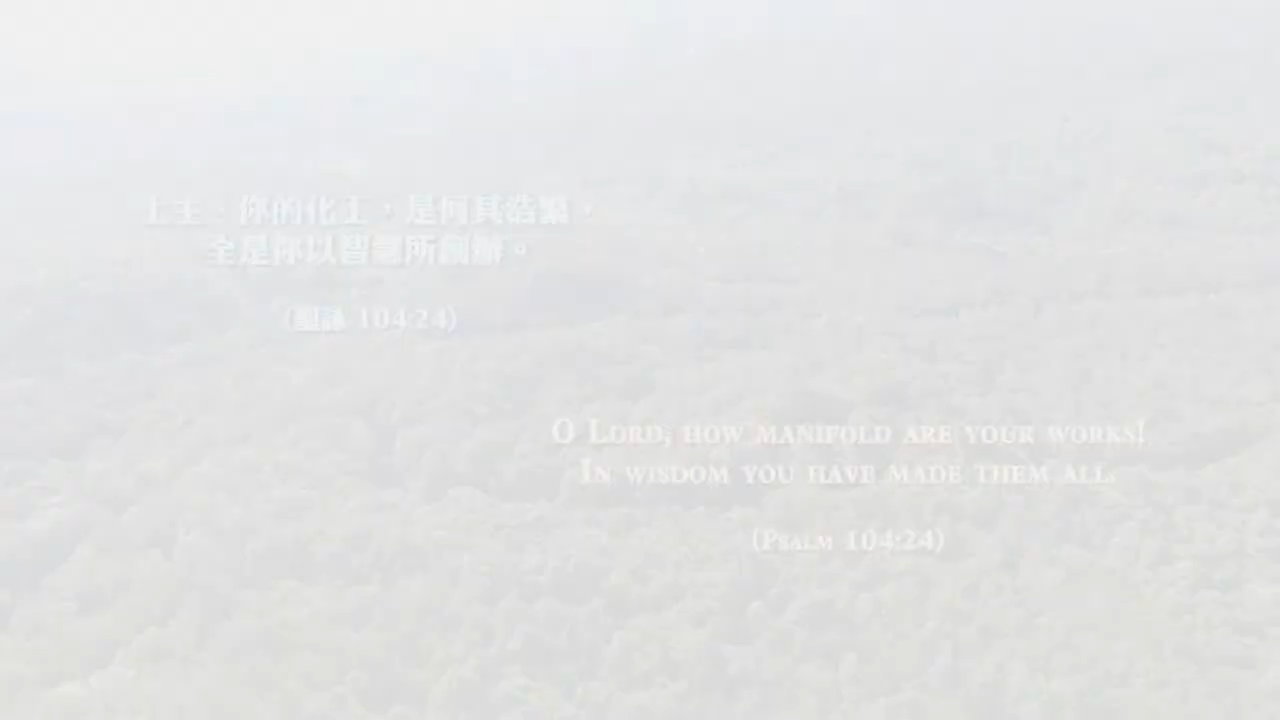 上主，你的化工，是何其浩繁，
全是你以智慧所創辦。
(聖詠 104:24)
O Lord, how manifold are your works!
In wisdom you have made them all.
(Psalm 104:24)